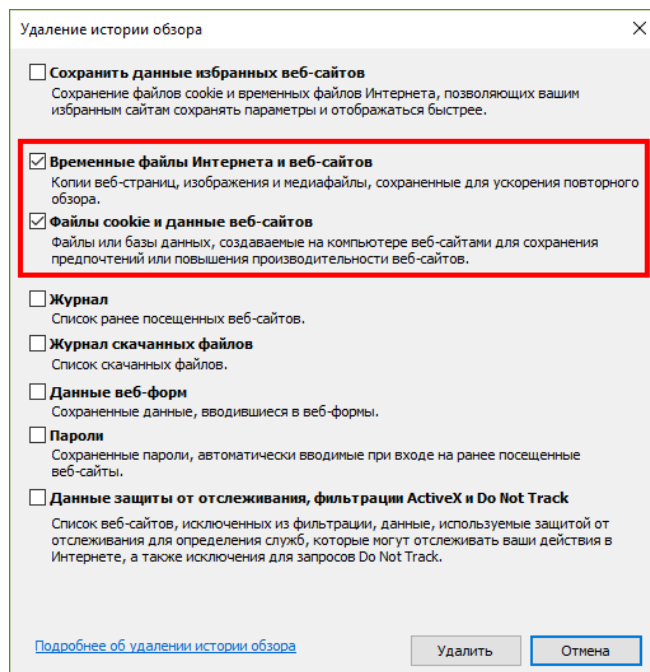 Удаление истории обзора
Сохранить данные избранных веб-сайтов
Сохранение файлов cookie и временных файлов Интернета, позволяющих вашим
избранным сайтам сохранять параметры и отображаться быстрее.
Временные файлы Интернета и веб-сайтов
Копии веб-страниц, изображения и медиафайлы, сохраненные для ускорения повторного
обзора.
Файлы cookie и данные веб-сайтов
Файлы или базы данных, создаваемые на компьютере веб-сайтами для сохранения
предпочтений или повышения производительности веб-сайтов.
Журнал
Список ранее посещенных веб-сайтов.
Журнал скачанных файлов
Список скачанных файлов.
Данные веб-форм
Сохраненные данные, вводившиеся в веб-формы.
Пароли
Сохраненные пароли, автоматически вводимые при входе на ранее посещенные
веб-сайты.
Данные защиты от отслеживания, фильтрации ActiveX и Do Not Track
Список веб-сайтов, исключенных из фильтрации, данные, используемые защитой от
отслеживания для определения служб, которые могут отслеживать ваши действия в
Интернете, а также исключения для запросов Do Not Track.
Подробнее об удалении истории обзора
Удалить
Отмена